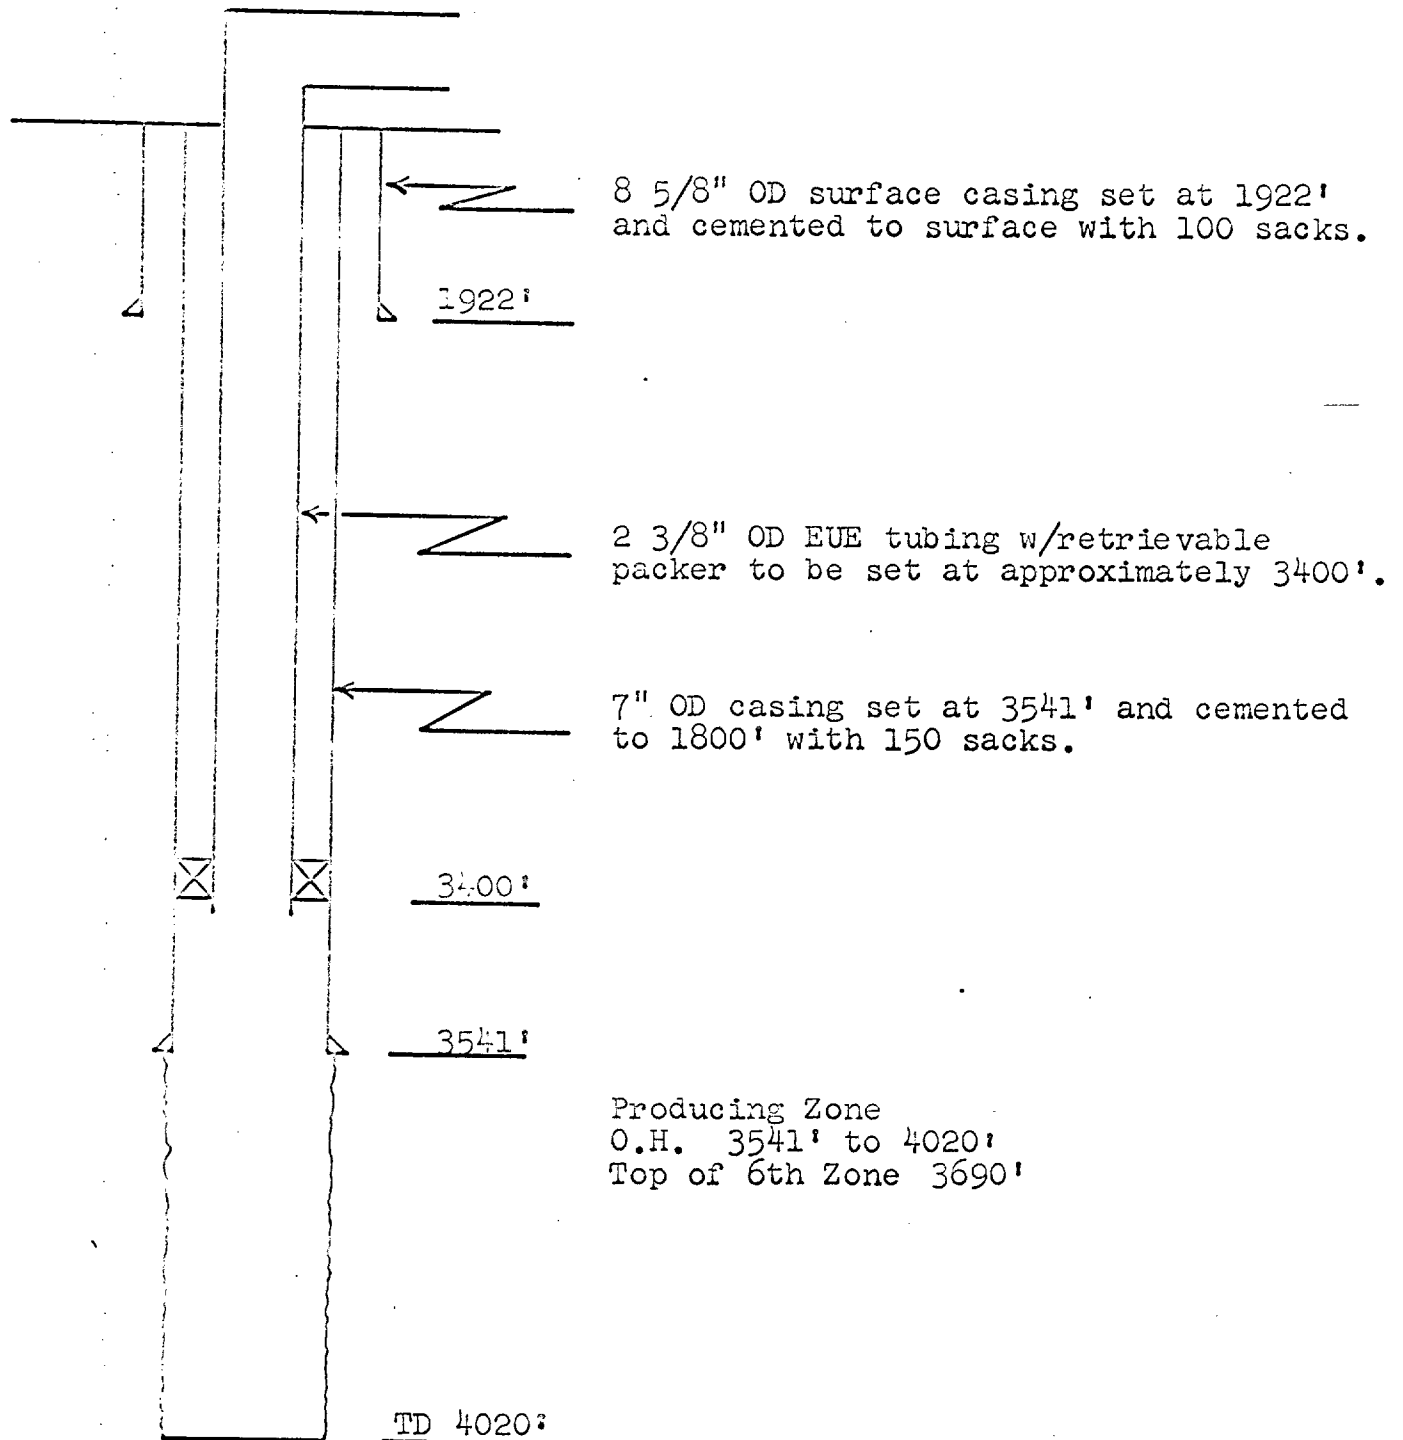 8 5/8" OD surface casing set at 1922'
and cemented to surface with 100 sacks.
1922'
2 3/8" OD EUE tubing w/retrievable
packer to be set at approximately 3400'.
7" OD casing set at 3541' and cemented
to 1800' with 150 sacks.
3400'
3541'
Producing Zone
O.H. 3541' to 4020'
Top of 6th Zone 3690'
TD 4020'